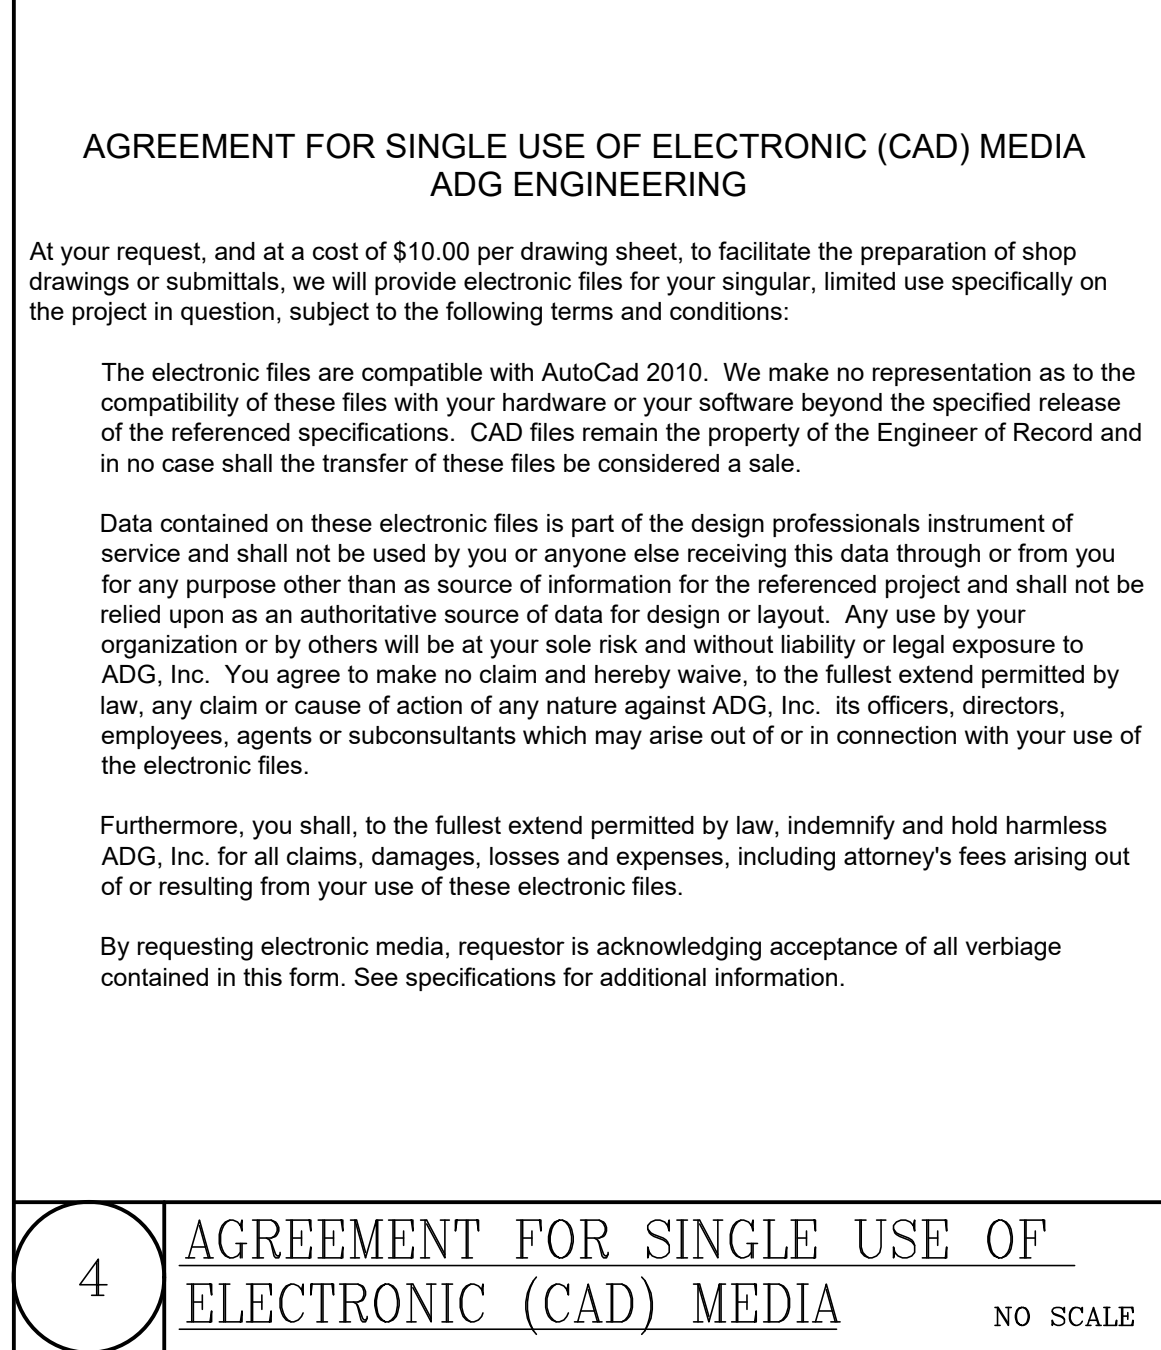 AGREEMENT FOR SINGLE USE OF ELECTRONIC (CAD) MEDIA
ADG ENGINEERING
At your request, and at a cost of $10.00 per drawing sheet, to facilitate the preparation of shop
drawings or submittals, we will provide electronic files for your singular, limited use specifically on
the project in question, subject to the following terms and conditions:
The electronic files are compatible with AutoCad 2010.  We make no representation as to the
compatibility of these files with your hardware or your software beyond the specified release
of the referenced specifications.  CAD files remain the property of the Engineer of Record and
in no case shall the transfer of these files be considered a sale.
Data contained on these electronic files is part of the design professionals instrument of
service and shall not be used by you or anyone else receiving this data through or from you
for any purpose other than as source of information for the referenced project and shall not be
relied upon as an authoritative source of data for design or layout.  Any use by your
organization or by others will be at your sole risk and without liability or legal exposure to
ADG, Inc.  You agree to make no claim and hereby waive, to the fullest extend permitted by
law, any claim or cause of action of any nature against ADG, Inc.  its officers, directors,
employees, agents or subconsultants which may arise out of or in connection with your use of
the electronic files.
Furthermore, you shall, to the fullest extend permitted by law, indemnify and hold harmless
ADG, Inc. for all claims, damages, losses and expenses, including attorney's fees arising out
of or resulting from your use of these electronic files.
By requesting electronic media, requestor is acknowledging acceptance of all verbiage
contained in this form. See specifications for additional information.
4
AGREEMENT FOR SINGLE USE OF
ELECTRONIC (CAD) MEDIA
NO SCALE